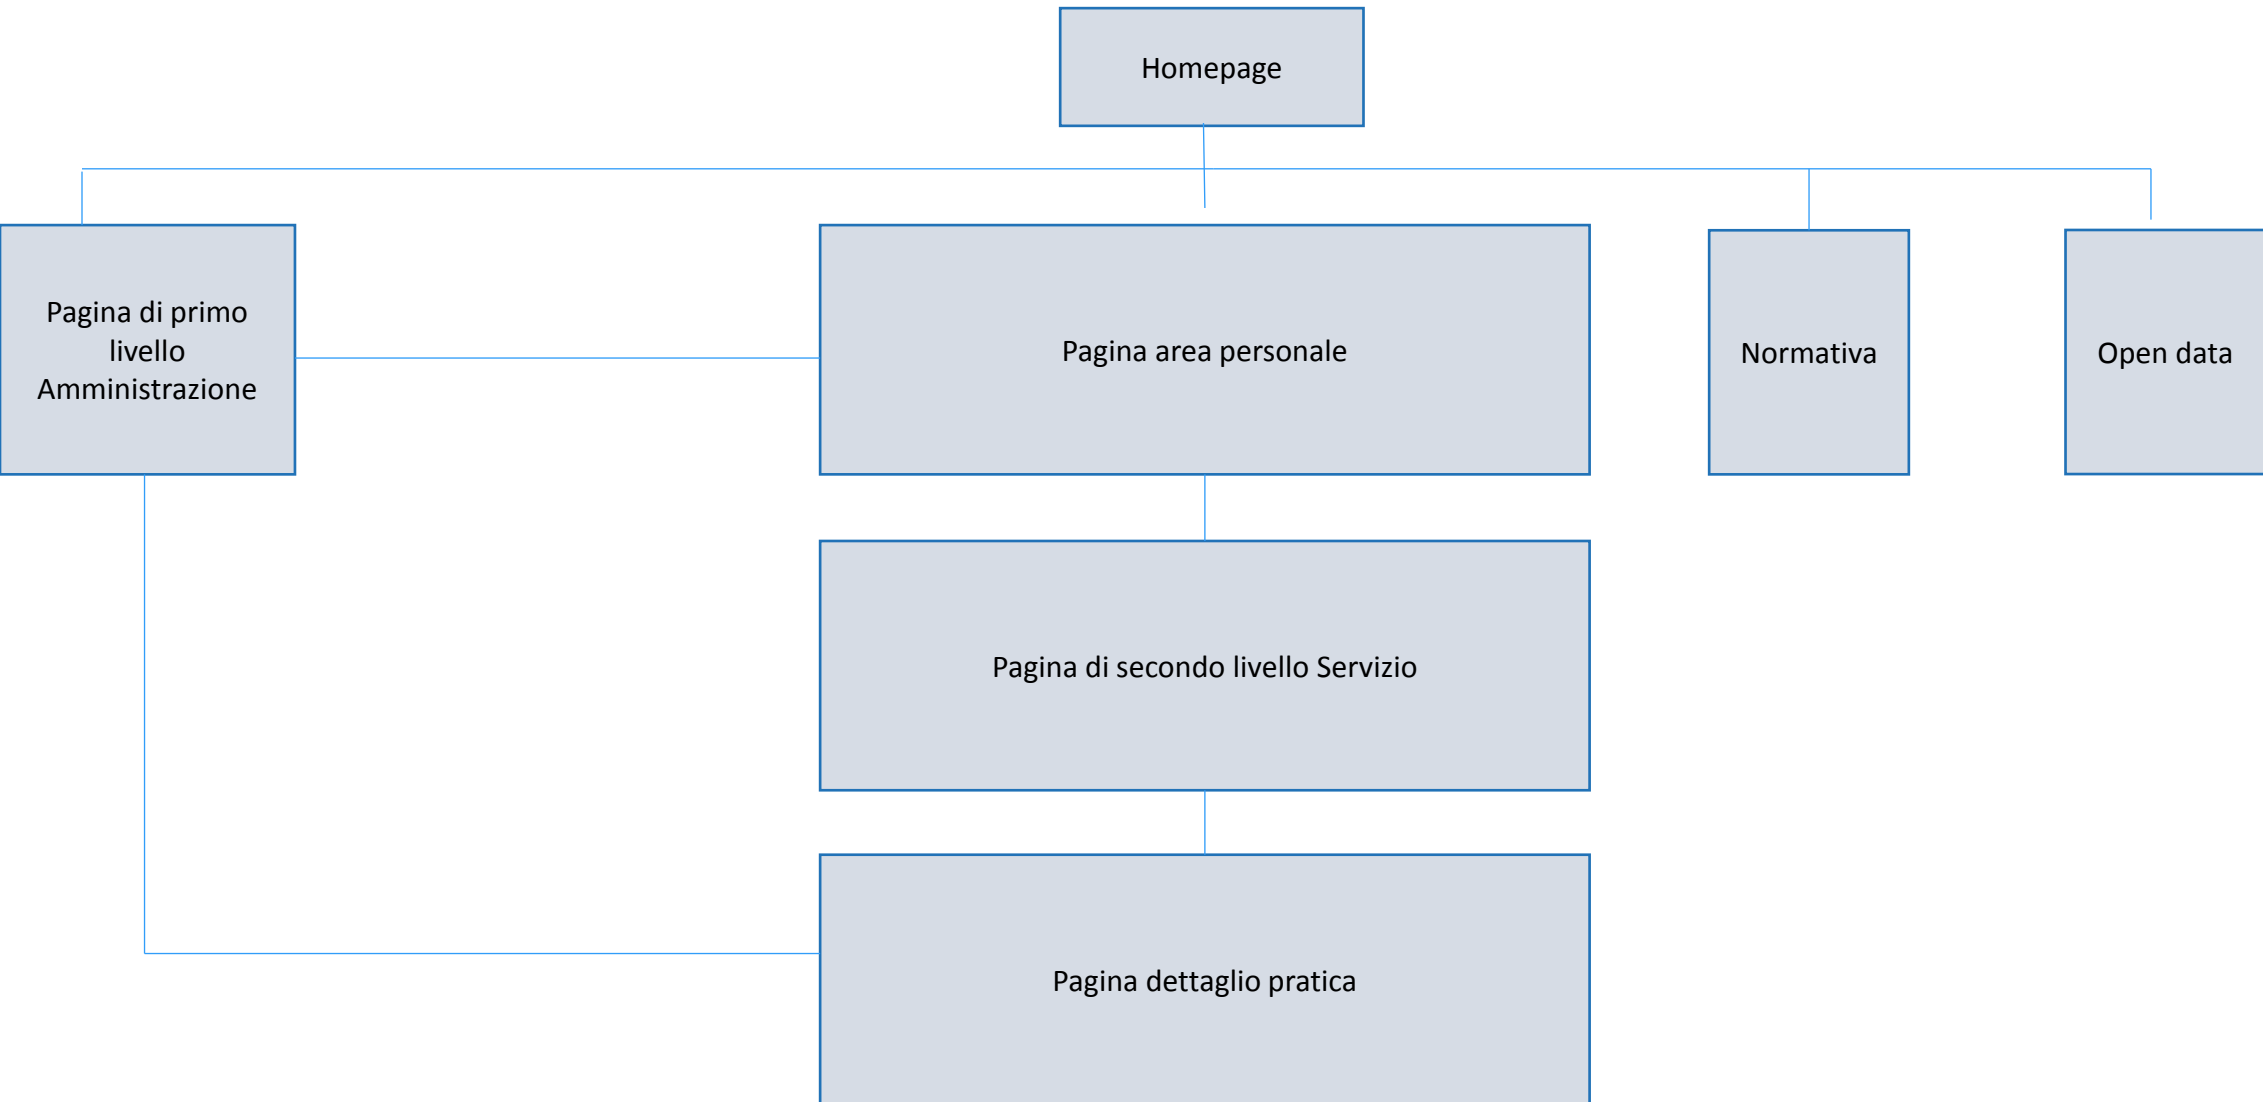 Homepage
Pagina di primo
livello
Amministrazione
Pagina area personale
Normativa
Open data
Pagina di secondo livello Servizio
Pagina dettaglio pratica